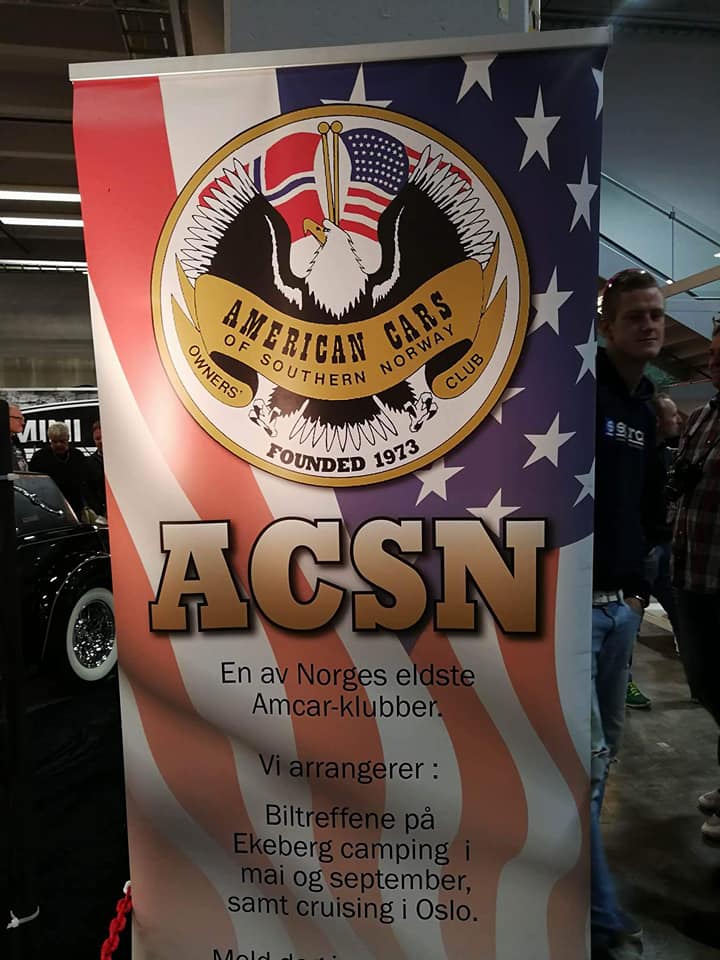 AMERICAN CARS
OF SOUTHERN NORWAY
OWNERS' CLUB
FOUNDED 1973
ACSN
En av Norges eldste
Amcar-klubber.
Vi arrangerer :
Biltreffene på
Ekeberg camping i
mai og september,
samt cruising i Oslo.
MINI